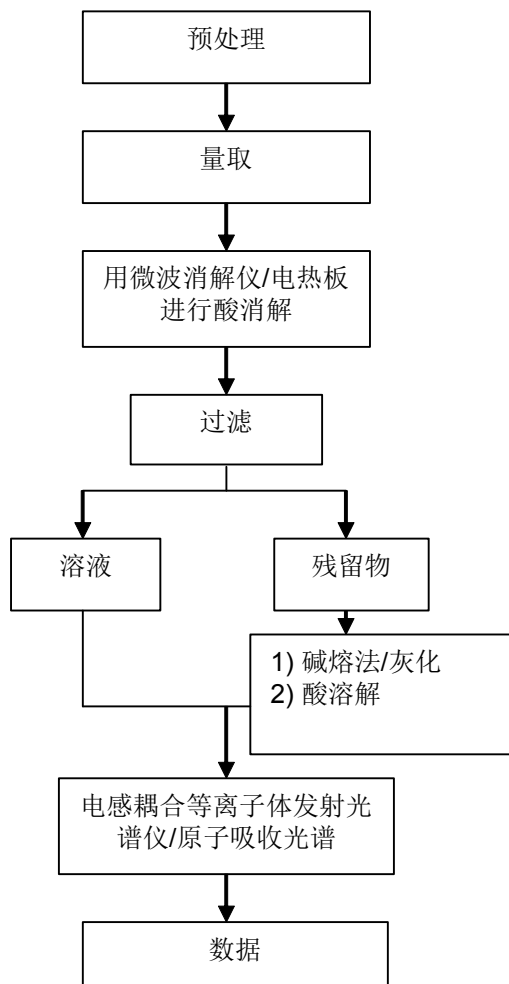 预处理
量取
用微波消解仪/电热板
进行酸消解
过滤
溶液
残留物
1) 碱熔法/灰化
2) 酸溶解
电感耦合等离子体发射光
谱仪/原子吸收光谱
数据